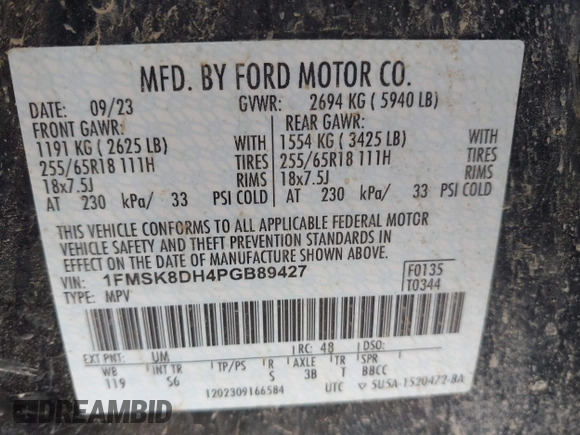 MFD. BY FORD MOTOR CO.
DATE: 09/23 GVWR: 2694 KG ( 5940 LB)
FRONT GAWR: REAR GAWR:
1191 KG ( 2625 LB) WITH 1554 KG ( 3425 LB) WITH
255/65R18 111H TIRES 255/65R18 111H TIRES
18x7.5J RIMS 18x7.5J RIMS
AT 230 kPa/ 33 PSI COLD AT 230 kPa/ 33 PSI COLD
THIS VEHICLE CONFORMS TO ALL APPLICABLE FEDERAL MOTOR
VEHICLE SAFETY AND THEFT PREVENTION STANDARDS IN
EFFECT ON THE DATE OF MANUFACTURE SHOWN ABOVE.
VIN: 1FMSK8DH4PGB89427 F0135
TYPE: MPV T0344
EXT PNT: UM RC: 48 DSO:
WB INT TR TP/PS R AXLE TR SPR
119 S6 S 3B T BBCC
1202309166584 UTC 5U5A-1520472-BA
DREAMBID